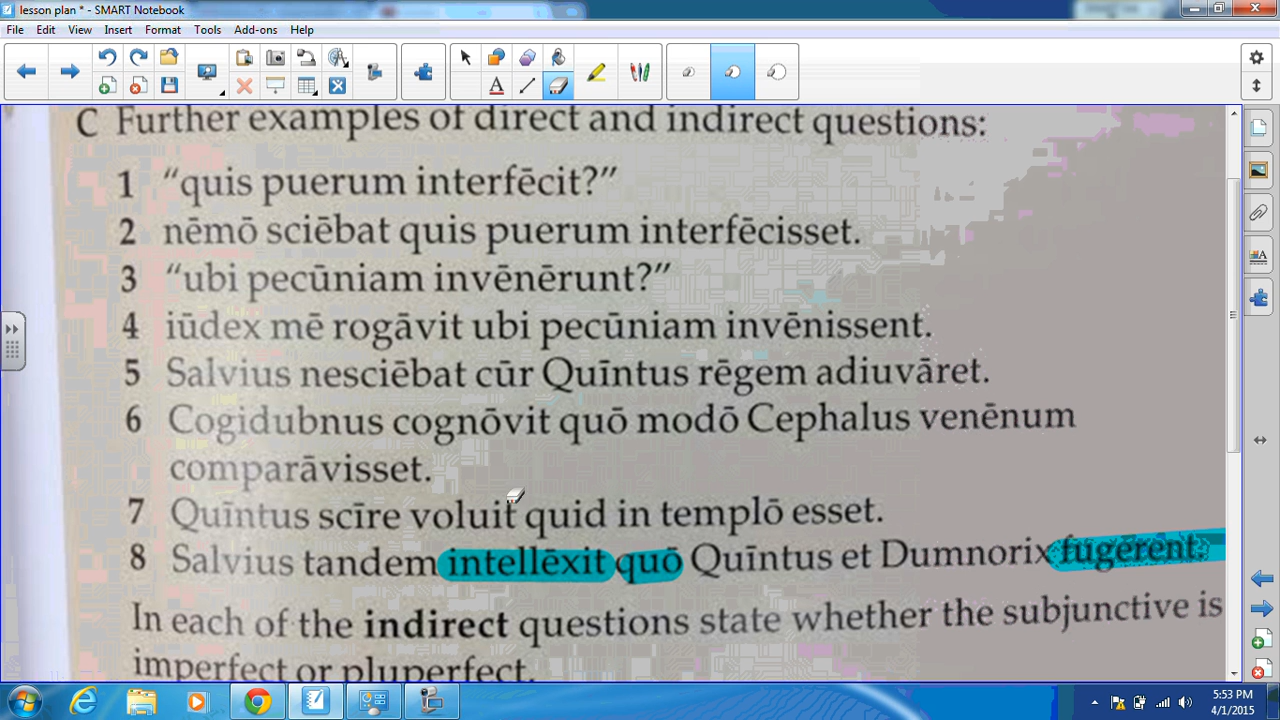 lesson plan * - SMART Notebook
File Edit View Insert Format Tools Add-ons Help
C Further examples of direct and indirect questions:
1 “quis puerum interfēcit?”
2 nēmō sciēbat quis puerum interfēcisset.
3 “ubi pecūniam invēnērunt?”
4 iūdex mē rogāvit ubi pecūniam invēnissent.
5 Salvius nesciēbat cūr Quīntus rēgem adiuvāret.
6 Cogidubnus cognōvit quō modō Cephalus venēnum
comparāvisset.
7 Quīntus scīre voluit quid in templō esset.
8 Salvius tandem intellēxit quō Quīntus et Dumnorix fugerent.
In each of the indirect questions state whether the subjunctive is
imperfect or pluperfect.
5:53 PM
4/1/2015